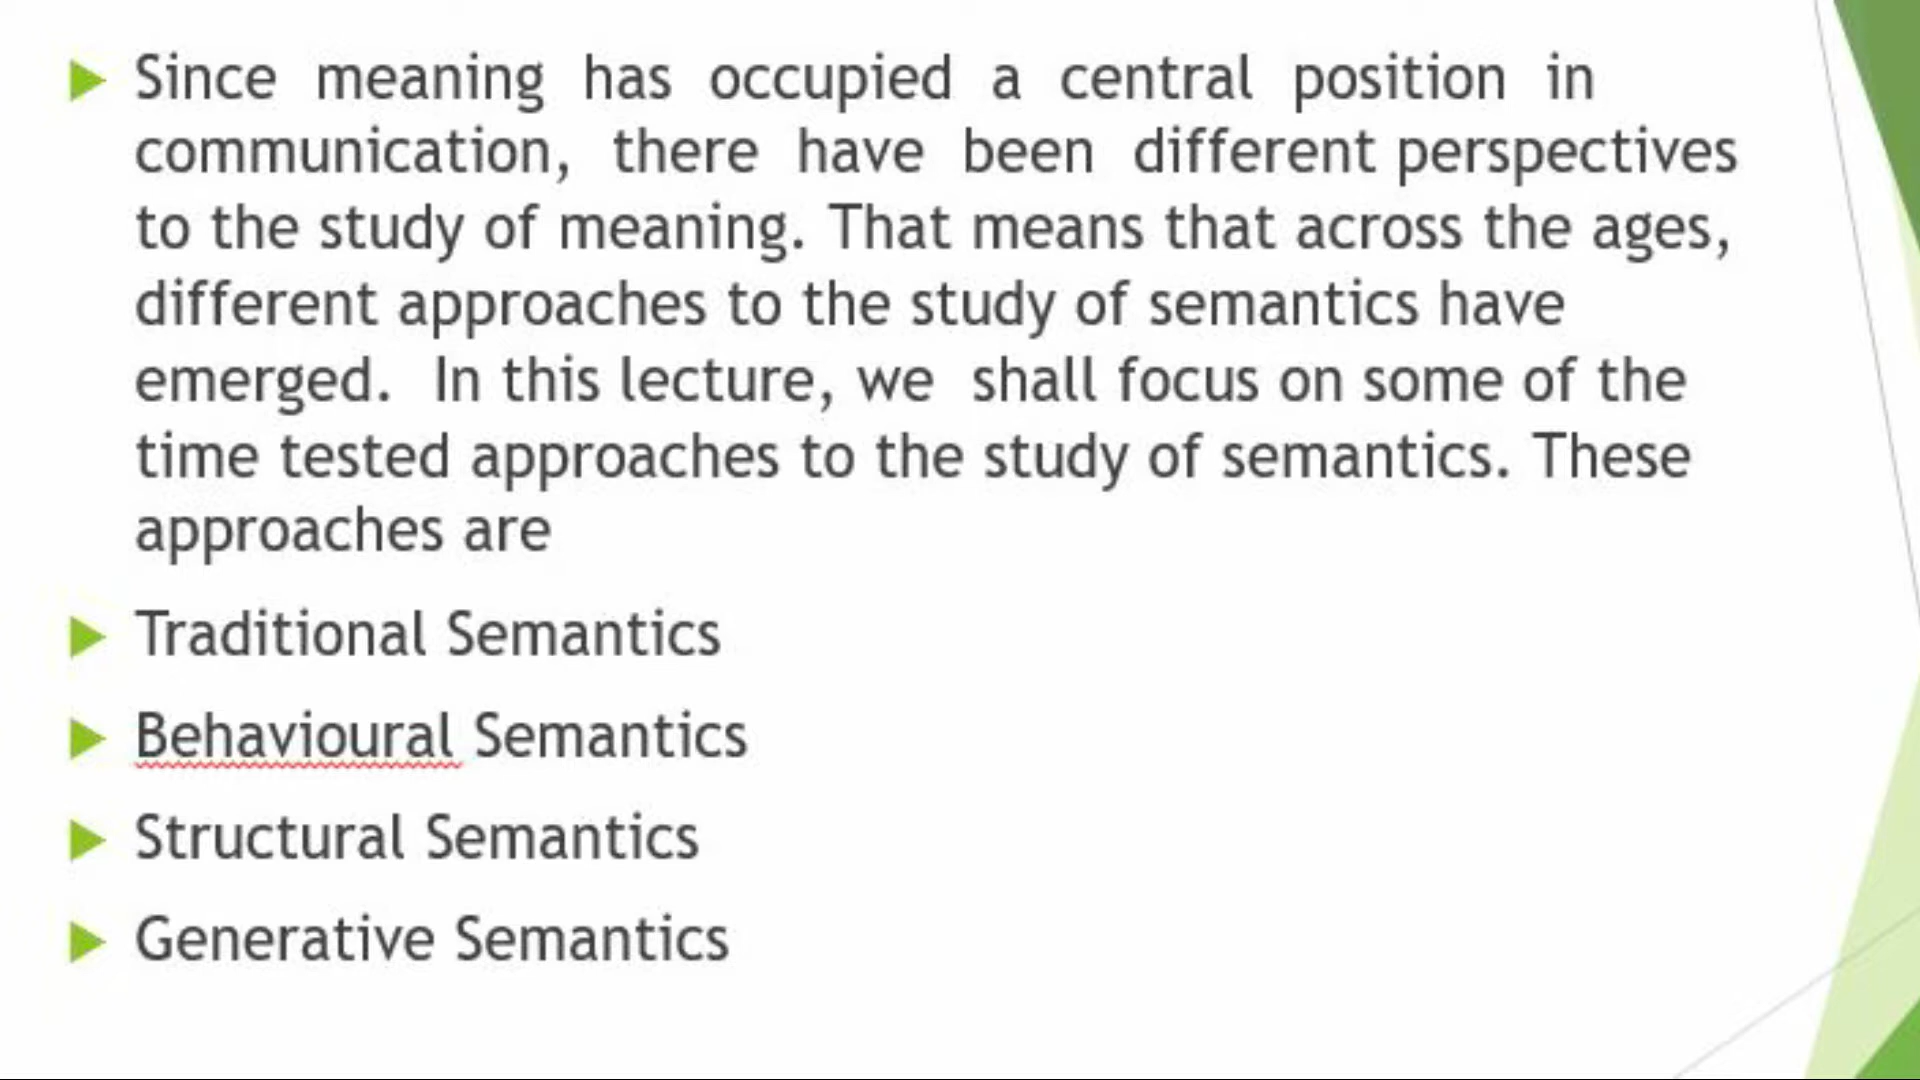 Since meaning has occupied a central position in
communication, there have been different perspectives
to the study of meaning. That means that across the ages,
different approaches to the study of semantics have
emerged. In this lecture, we shall focus on some of the
time tested approaches to the study of semantics. These
approaches are
Traditional Semantics
Behavioural Semantics
Structural Semantics
Generative Semantics